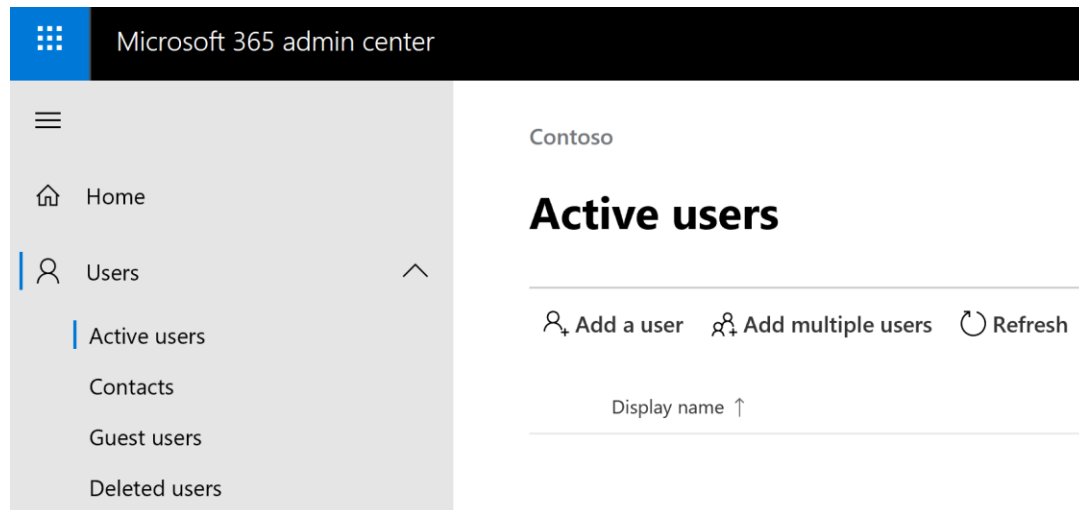 Microsoft 365 admin center
Home
Users
Active users
Contacts
Guest users
Deleted users
Contoso
Active users
Add a user Add multiple users Refresh
Display name ↑